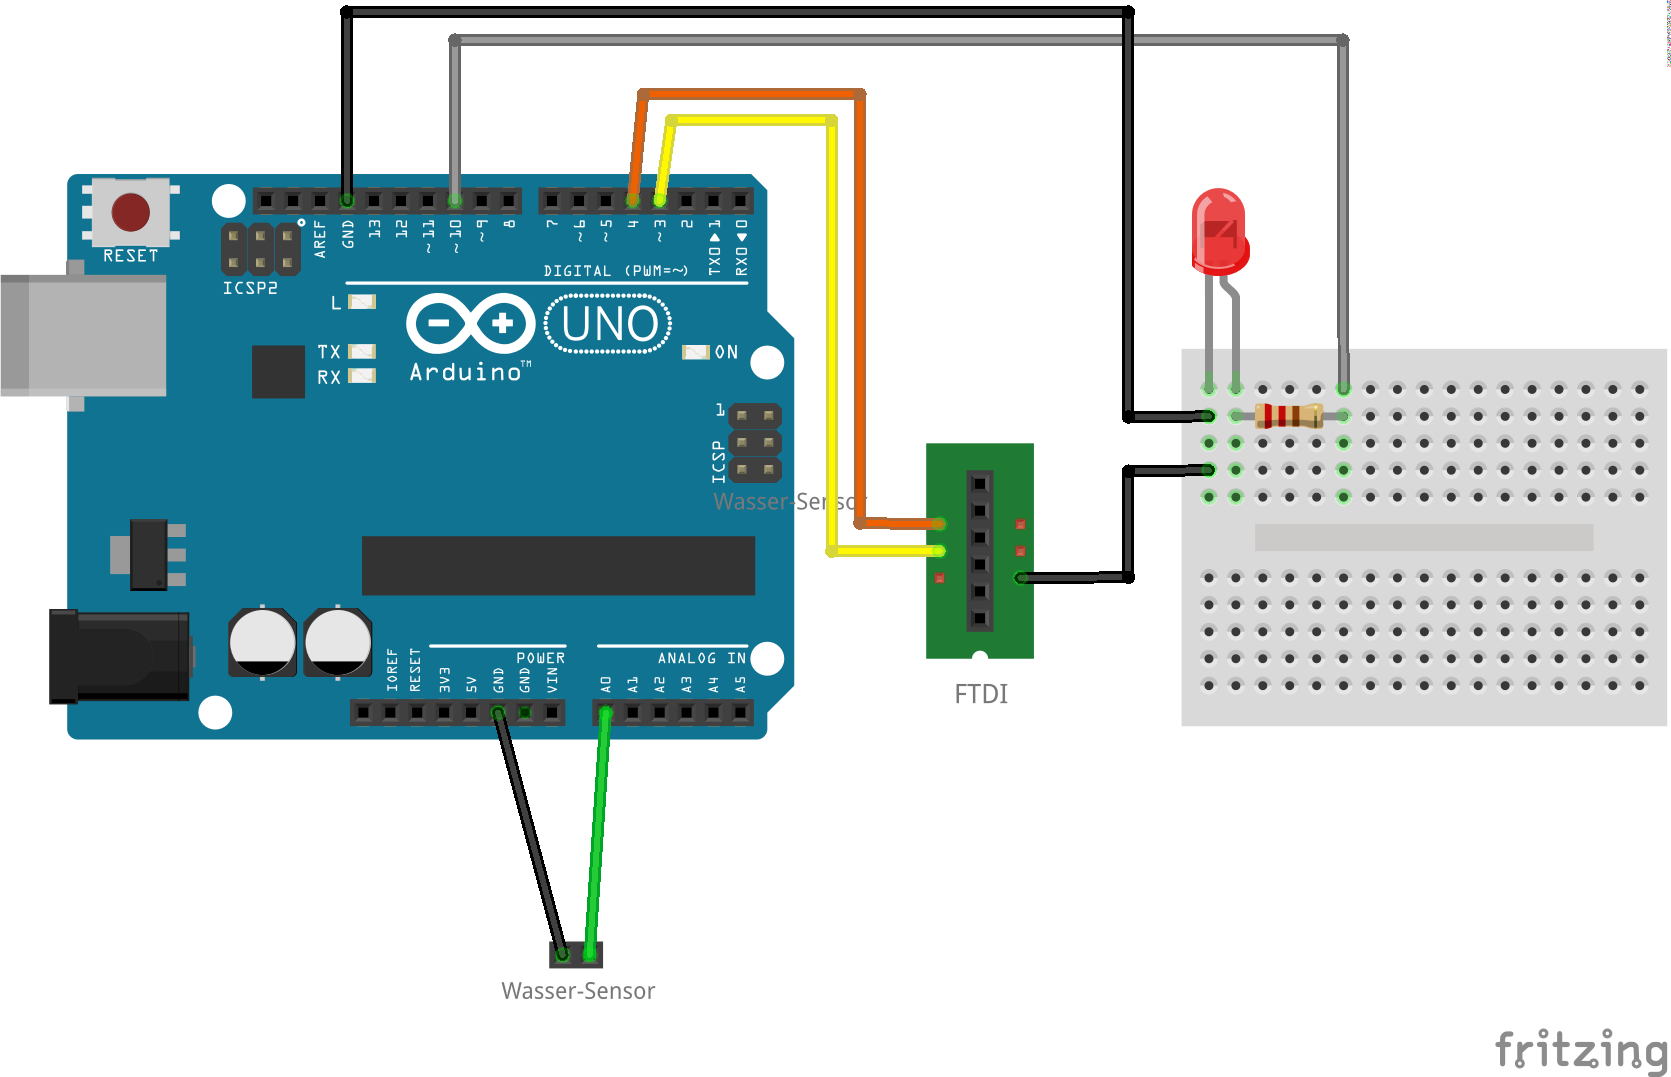 RESET
ICSP2
AREF
GND
13
12
~11
~10
~9
8
7
~6
~5
4
~3
2
TX0▶1
RX0◀0
DIGITAL (PWM=~)
L
TX
RX
UNO
Arduino™
ON
1
ICSP
Wasser-Sensor
FTDI
POWER
ANALOG IN
IOREF
RESET
3V3
5V
GND
GND
VIN
A0
A1
A2
A3
A4
A5
Wasser-Sensor
fritzing